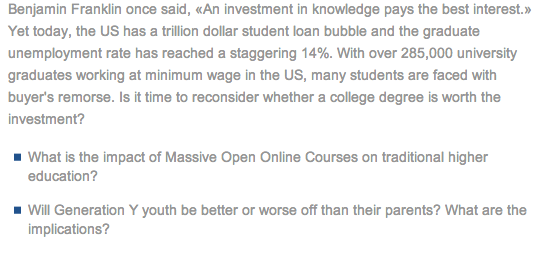 Benjamin Franklin once said, «An investment in knowledge pays the best interest.»
Yet today, the US has a trillion dollar student loan bubble and the graduate
unemployment rate has reached a staggering 14%. With over 285,000 university
graduates working at minimum wage in the US, many students are faced with
buyer's remorse. Is it time to reconsider whether a college degree is worth the
investment?
What is the impact of Massive Open Online Courses on traditional higher
education?
Will Generation Y youth be better or worse off than their parents? What are the
implications?